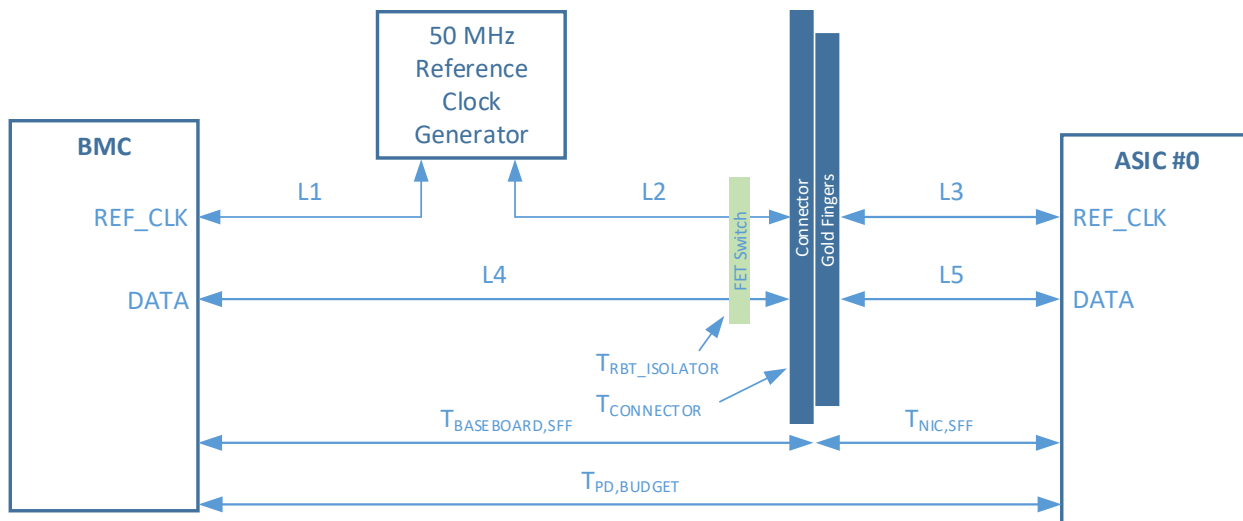 50 MHz
Reference
Clock
Generator
BMC
ASIC #0
L1
L2
L3
REF_CLK
REF_CLK
FET Switch
Connector
Gold Fingers
L4
L5
DATA
DATA
TRBT_ISOLATOR
TCONNECTOR
TBASEBOARD,SFF
TNIC,SFF
TPD,BUDGET